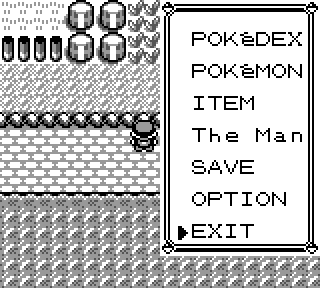 POKéDEX
POKéMON
ITEM
The Man
SAVE
OPTION
EXIT